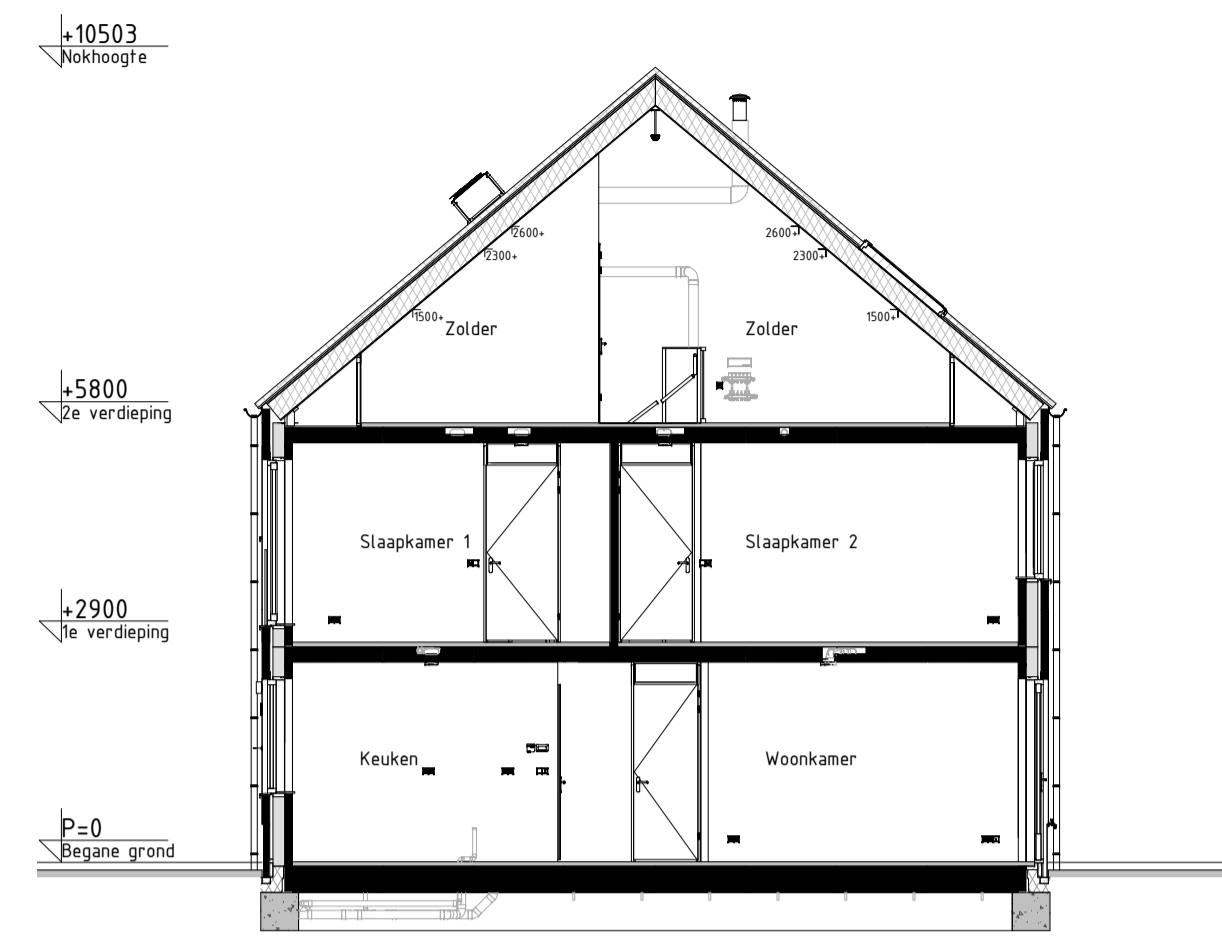 +10503
Nokhoogte
2600+
2600+
2300+
2300+
1500+
1500+
Zolder
Zolder
+5800
2e verdieping
Slaapkamer 1
Slaapkamer 2
+2900
1e verdieping
Keuken
Woonkamer
P=0
Begane grond